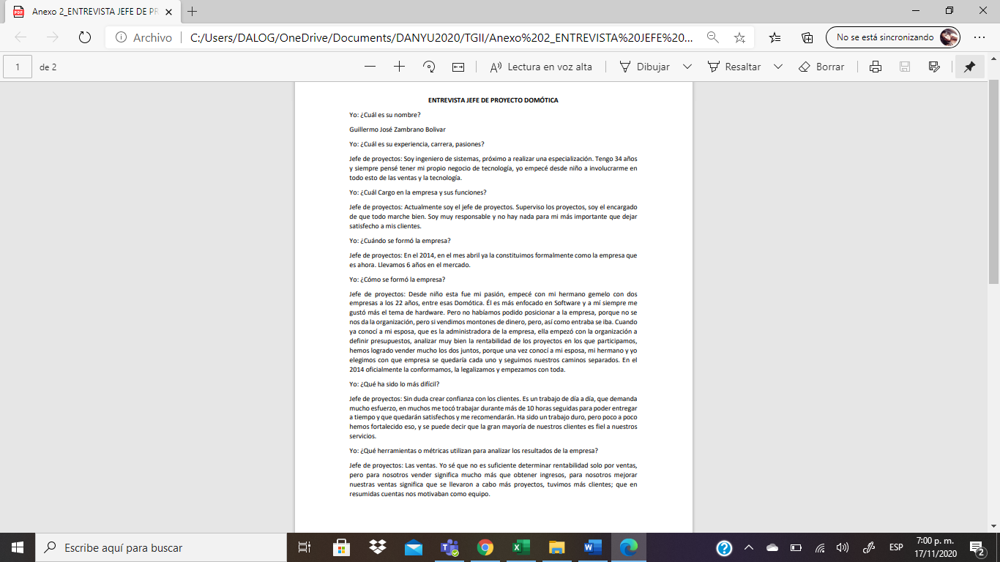 Anexo 2_ENTREVISTA JEFE DE PR
Archivo
C:/Users/DALOG/OneDrive/Documents/DANYU2020/TGII/Anexo%202_ENTREVISTA%20JEFE%20...
No se está sincronizando
1 de 2
Lectura en voz alta
Dibujar
Resaltar
Borrar
ENTREVISTA JEFE DE PROYECTO DOMÓTICA
Yo: ¿Cuál es su nombre?
Guillermo José Zambrano Bolivar
Yo: ¿Cuál es su experiencia, carrera, pasiones?
Jefe de proyectos: Soy ingeniero de sistemas, próximo a realizar una especialización. Tengo 34 años
y siempre pensé tener mi propio negocio de tecnología, yo empecé desde niño a involucrarme en
todo esto de las ventas y la tecnología.
Yo: ¿Cuál Cargo en la empresa y sus funciones?
Jefe de proyectos: Actualmente soy el jefe de proyectos. Superviso los proyectos, soy el encargado
de que todo marche bien. Soy muy responsable y no hay nada para mi más importante que dejar
satisfecho a mis clientes.
Yo: ¿Cuándo se formó la empresa?
Jefe de proyectos: En el 2014, en el mes abril ya la constituimos formalmente como la empresa que
es ahora. Llevamos 6 años en el mercado.
Yo: ¿Cómo se formó la empresa?
Jefe de proyectos: Desde niño esta fue mi pasión, empecé con mi hermano gemelo con dos
empresas a los 22 años, entre esas Domótica. Él es más enfocado en Software y a mí siempre me
gustó más el tema de hardware. Pero no habíamos podido posicionar a la empresa, porque no se
nos da la organización, pero si vendimos montones de dinero, pero, así como entraba se iba. Cuando
ya conocí a mi esposa, que es la administradora de la empresa, ella empezó con la organización a
definir presupuestos, analizar muy bien la rentabilidad de los proyectos en los que participamos,
hemos logrado vender mucho los dos juntos, porque una vez conocí a mi esposa, mi hermano y yo
elegimos con que empresa se quedaría cada uno y seguimos nuestros caminos separados. En el
2014 oficialmente la conformamos, la legalizamos y empezamos con toda.
Yo: ¿Qué ha sido lo más difícil?
Jefe de proyectos: Sin duda crear confianza con los clientes. Es un trabajo de día a día, que demanda
mucho esfuerzo, en muchos me tocó trabajar durante más de 10 horas seguidas para poder entregar
a tiempo y que quedarán satisfechos y me recomendarán. Ha sido un trabajo duro, pero poco a poco
hemos fortalecido eso, y se puede decir que la gran mayoría de nuestros clientes es fiel a nuestros
servicios.
Yo: ¿Qué herramientas o métricas utilizan para analizar los resultados de la empresa?
Jefe de proyectos: Las ventas. Yo sé que no es suficiente determinar rentabilidad solo por ventas,
pero para nosotros vender significa mucho más que obtener ingresos, para nosotros mejorar
nuestras ventas significa que se llevaron a cabo más proyectos, tuvimos más clientes; que en
resumidas cuentas nos motivaban como equipo.
Escribe aquí para buscar
ESP
7:00 p. m.
17/11/2020
2